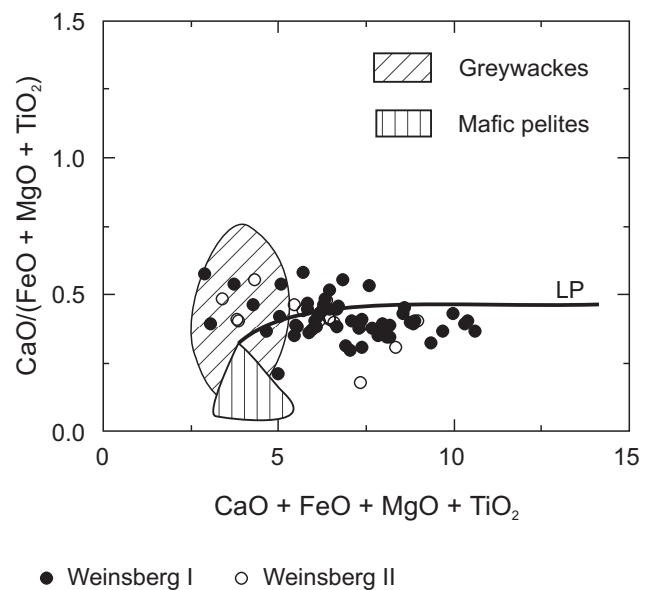 1.5
1.0
0.5
0.0
0
5
10
15
CaO/(FeO + MgO + TiO₂)
Greywackes
Mafic pelites
LP
CaO + FeO + MgO + TiO₂
Weinsberg I
Weinsberg II